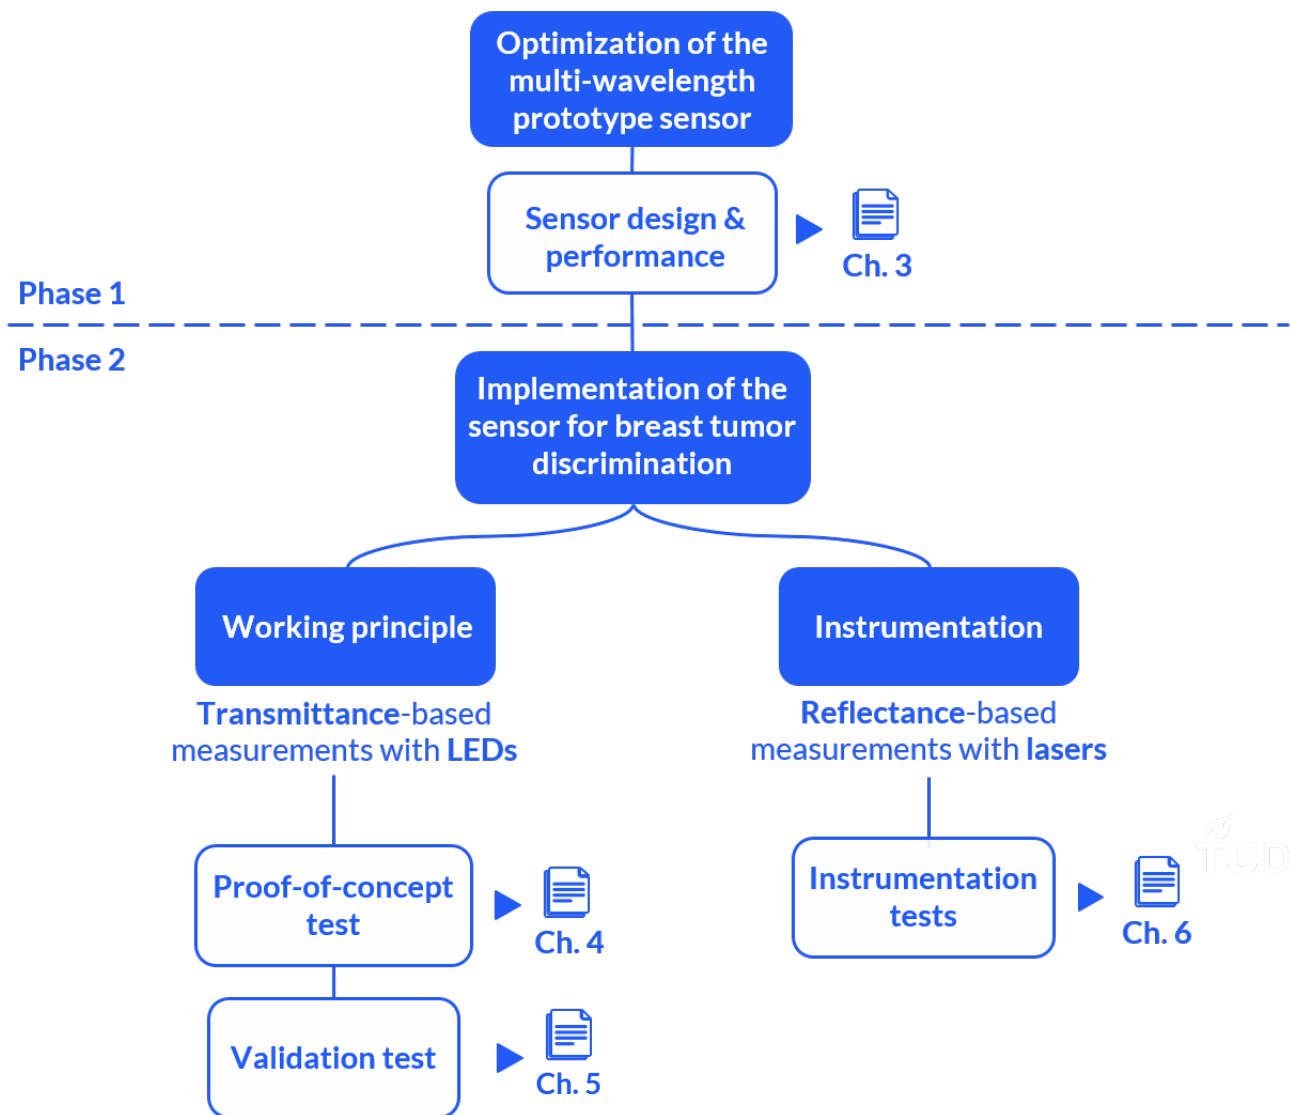 Optimization of the
multi-wavelength
prototype sensor
Sensor design &
performance
Ch. 3
Phase 1
Phase 2
Implementation of the
sensor for breast tumor
discrimination
Working principle
Instrumentation
Transmittance-based
measurements with LEDs
Reflectance-based
measurements with lasers
Proof-of-concept
test
Ch. 4
Instrumentation
tests
Ch. 6
TUD
Validation test
Ch. 5